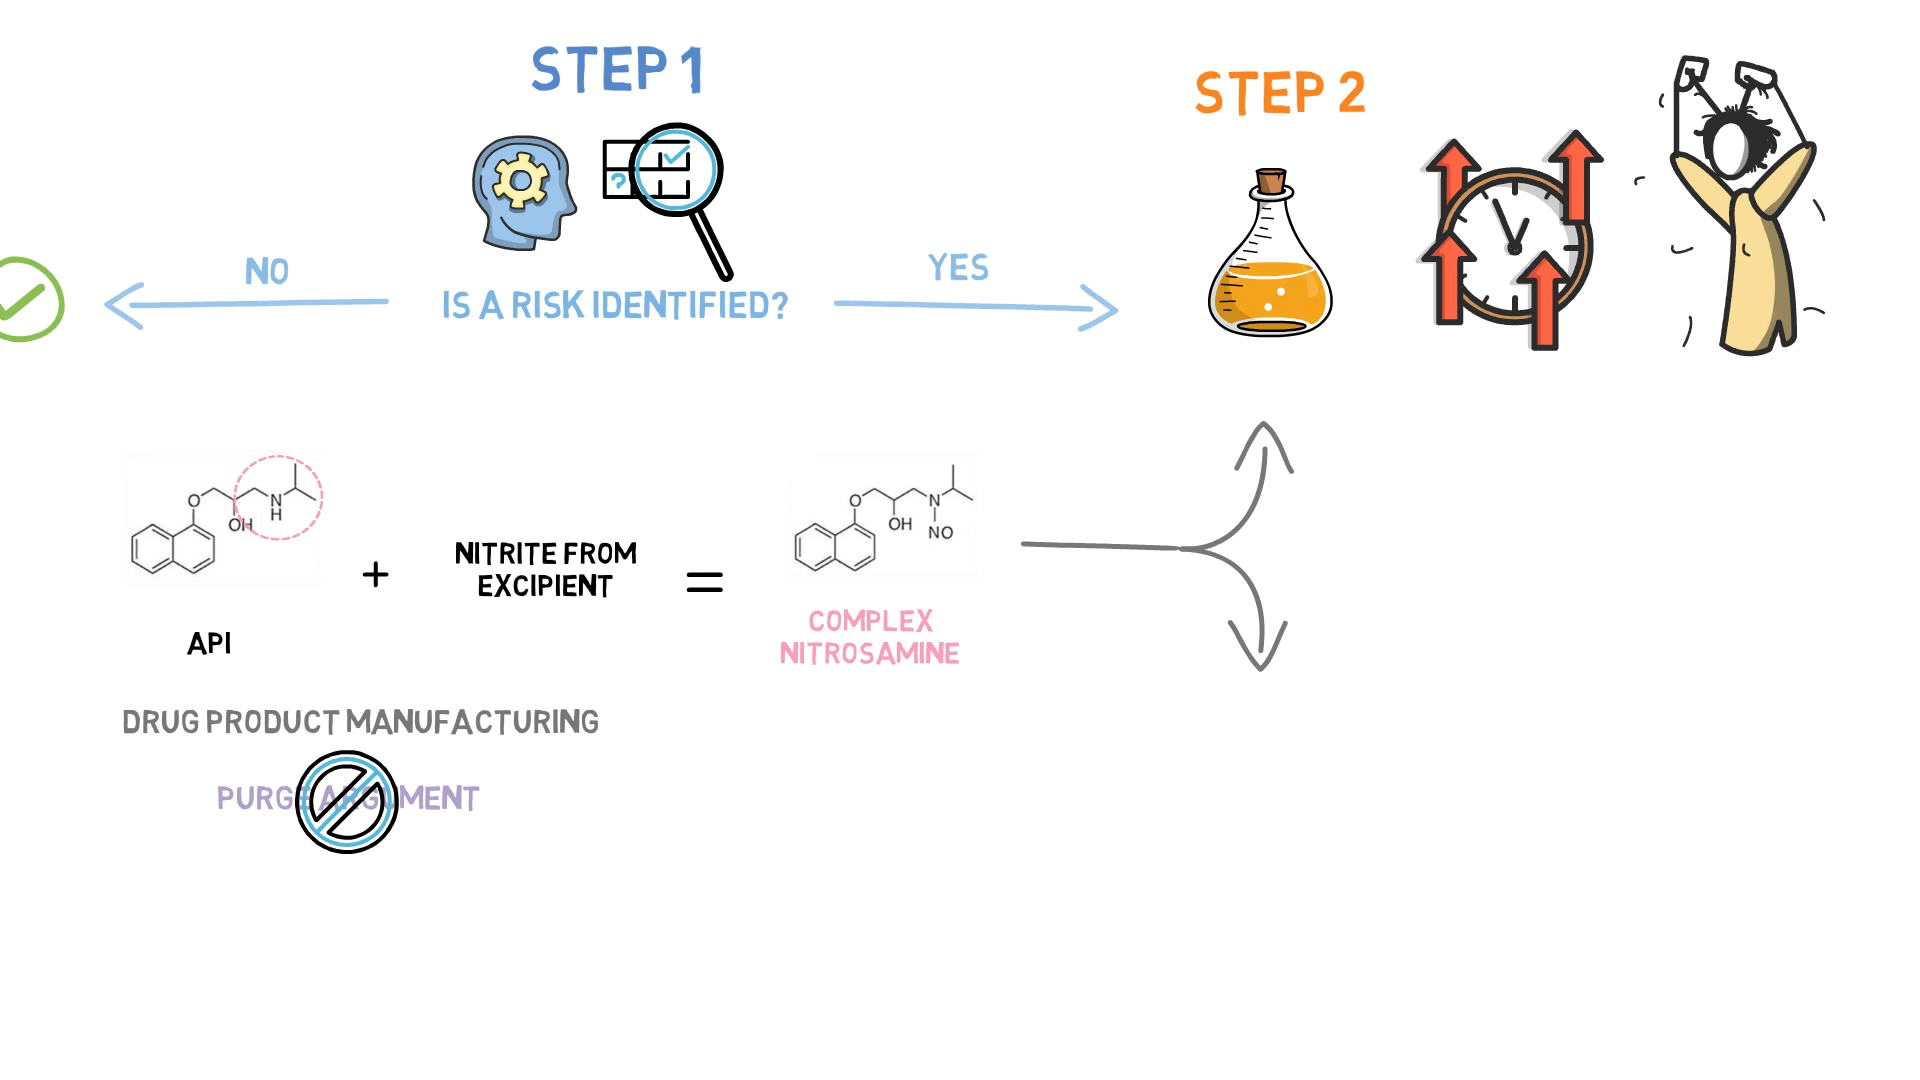 STEP 1
STEP 2
?
NO
YES
IS A RISK IDENTIFIED?
O
OH
N
H
+
NITRITE FROM
EXCIPIENT
=
O
OH
N
NO
API
COMPLEX
NITROSAMINE
DRUG PRODUCT MANUFACTURING
PURGE ARGUMENT